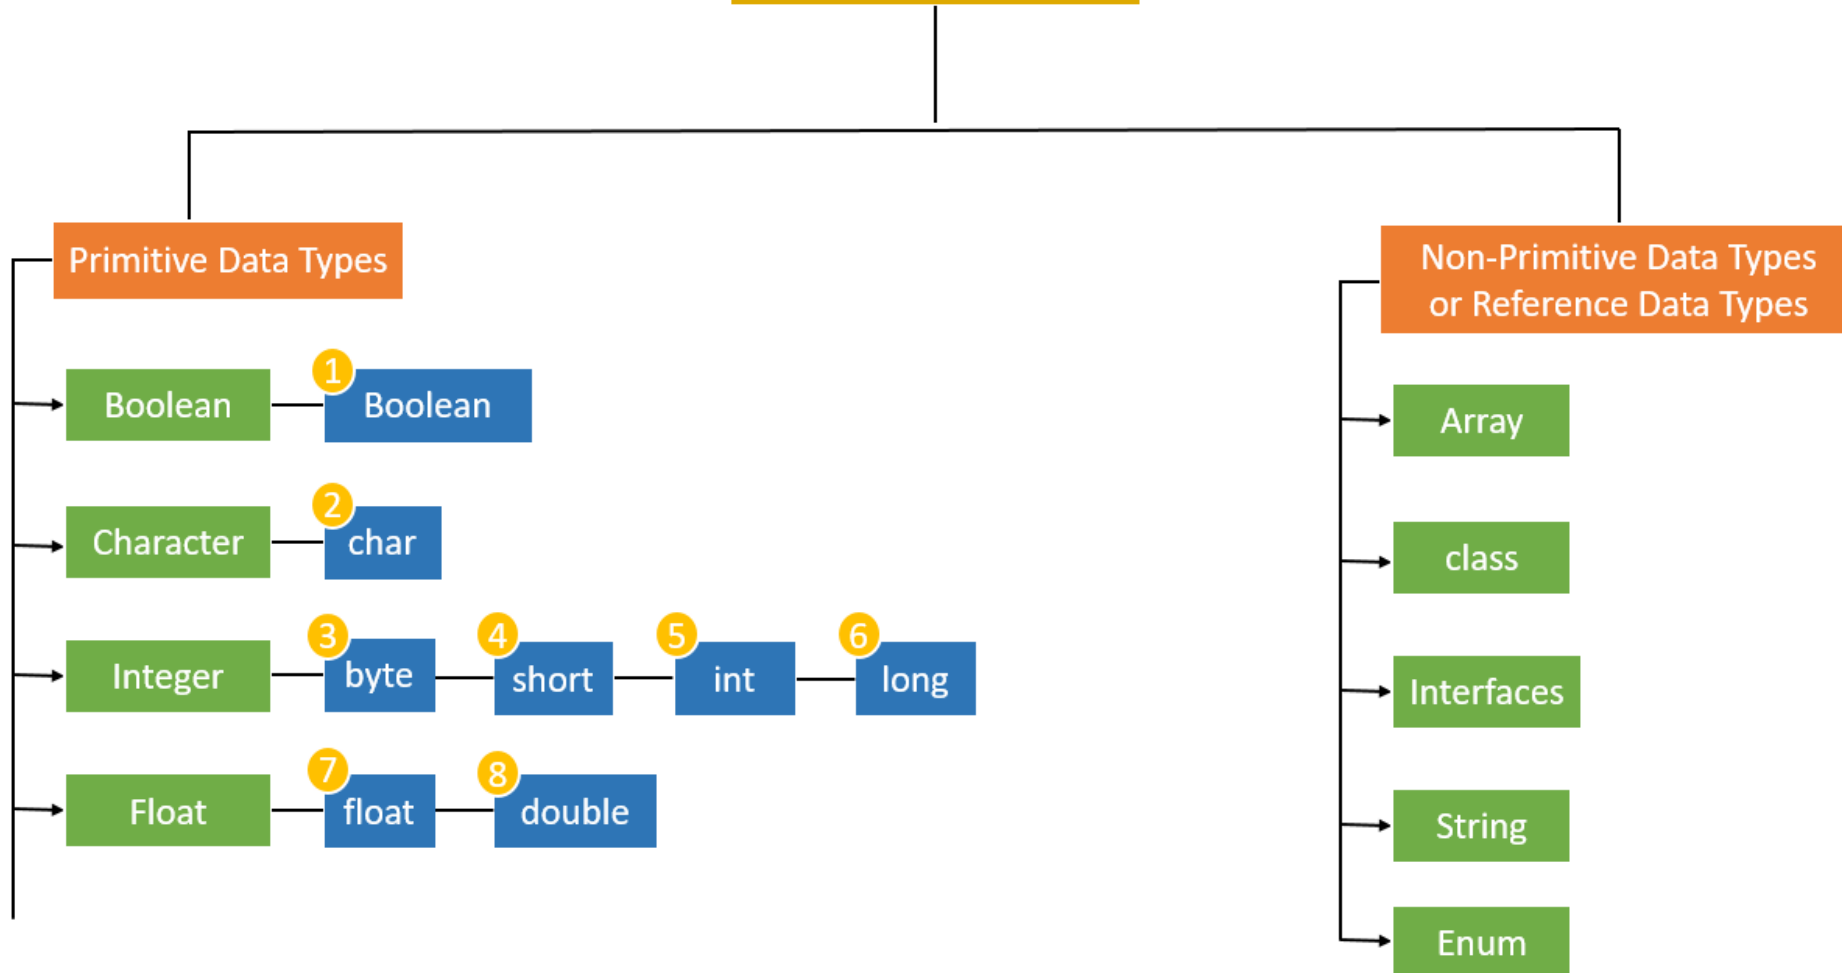 Primitive Data Types
Non-Primitive Data Types
or Reference Data Types
1
Boolean
Boolean
Array
2
Character
char
class
3
4
5
6
Integer
byte
short
int
long
Interfaces
7
8
Float
float
double
String
Enum